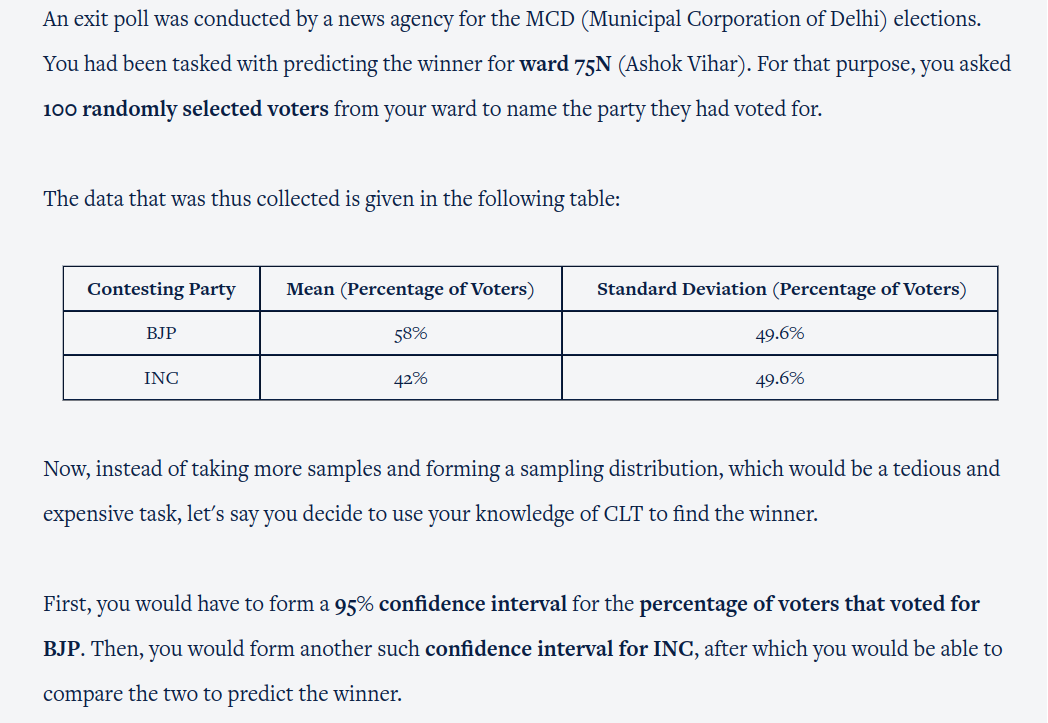 An exit poll was conducted by a news agency for the MCD (Municipal Corporation of Delhi) elections.
You had been tasked with predicting the winner for ward 75N (Ashok Vihar). For that purpose, you asked
100 randomly selected voters from your ward to name the party they had voted for.
The data that was thus collected is given in the following table:
Contesting Party Mean (Percentage of Voters) Standard Deviation (Percentage of Voters)
BJP 58% 49.6%
INC 42% 49.6%
Now, instead of taking more samples and forming a sampling distribution, which would be a tedious and
expensive task, let's say you decide to use your knowledge of CLT to find the winner.
First, you would have to form a 95% confidence interval for the percentage of voters that voted for
BJP. Then, you would form another such confidence interval for INC, after which you would be able to
compare the two to predict the winner.